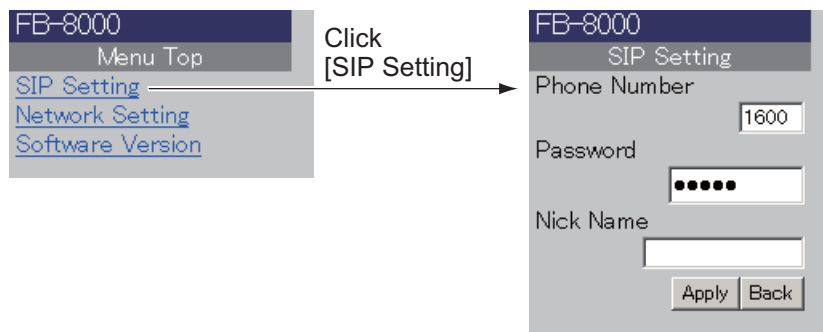 FB-8000
Menu Top
SIP Setting
Network Setting
Software Version
Click
[SIP Setting]
FB-8000
SIP Setting
Phone Number
1600
Password
●●●●●
Nick Name
Apply Back